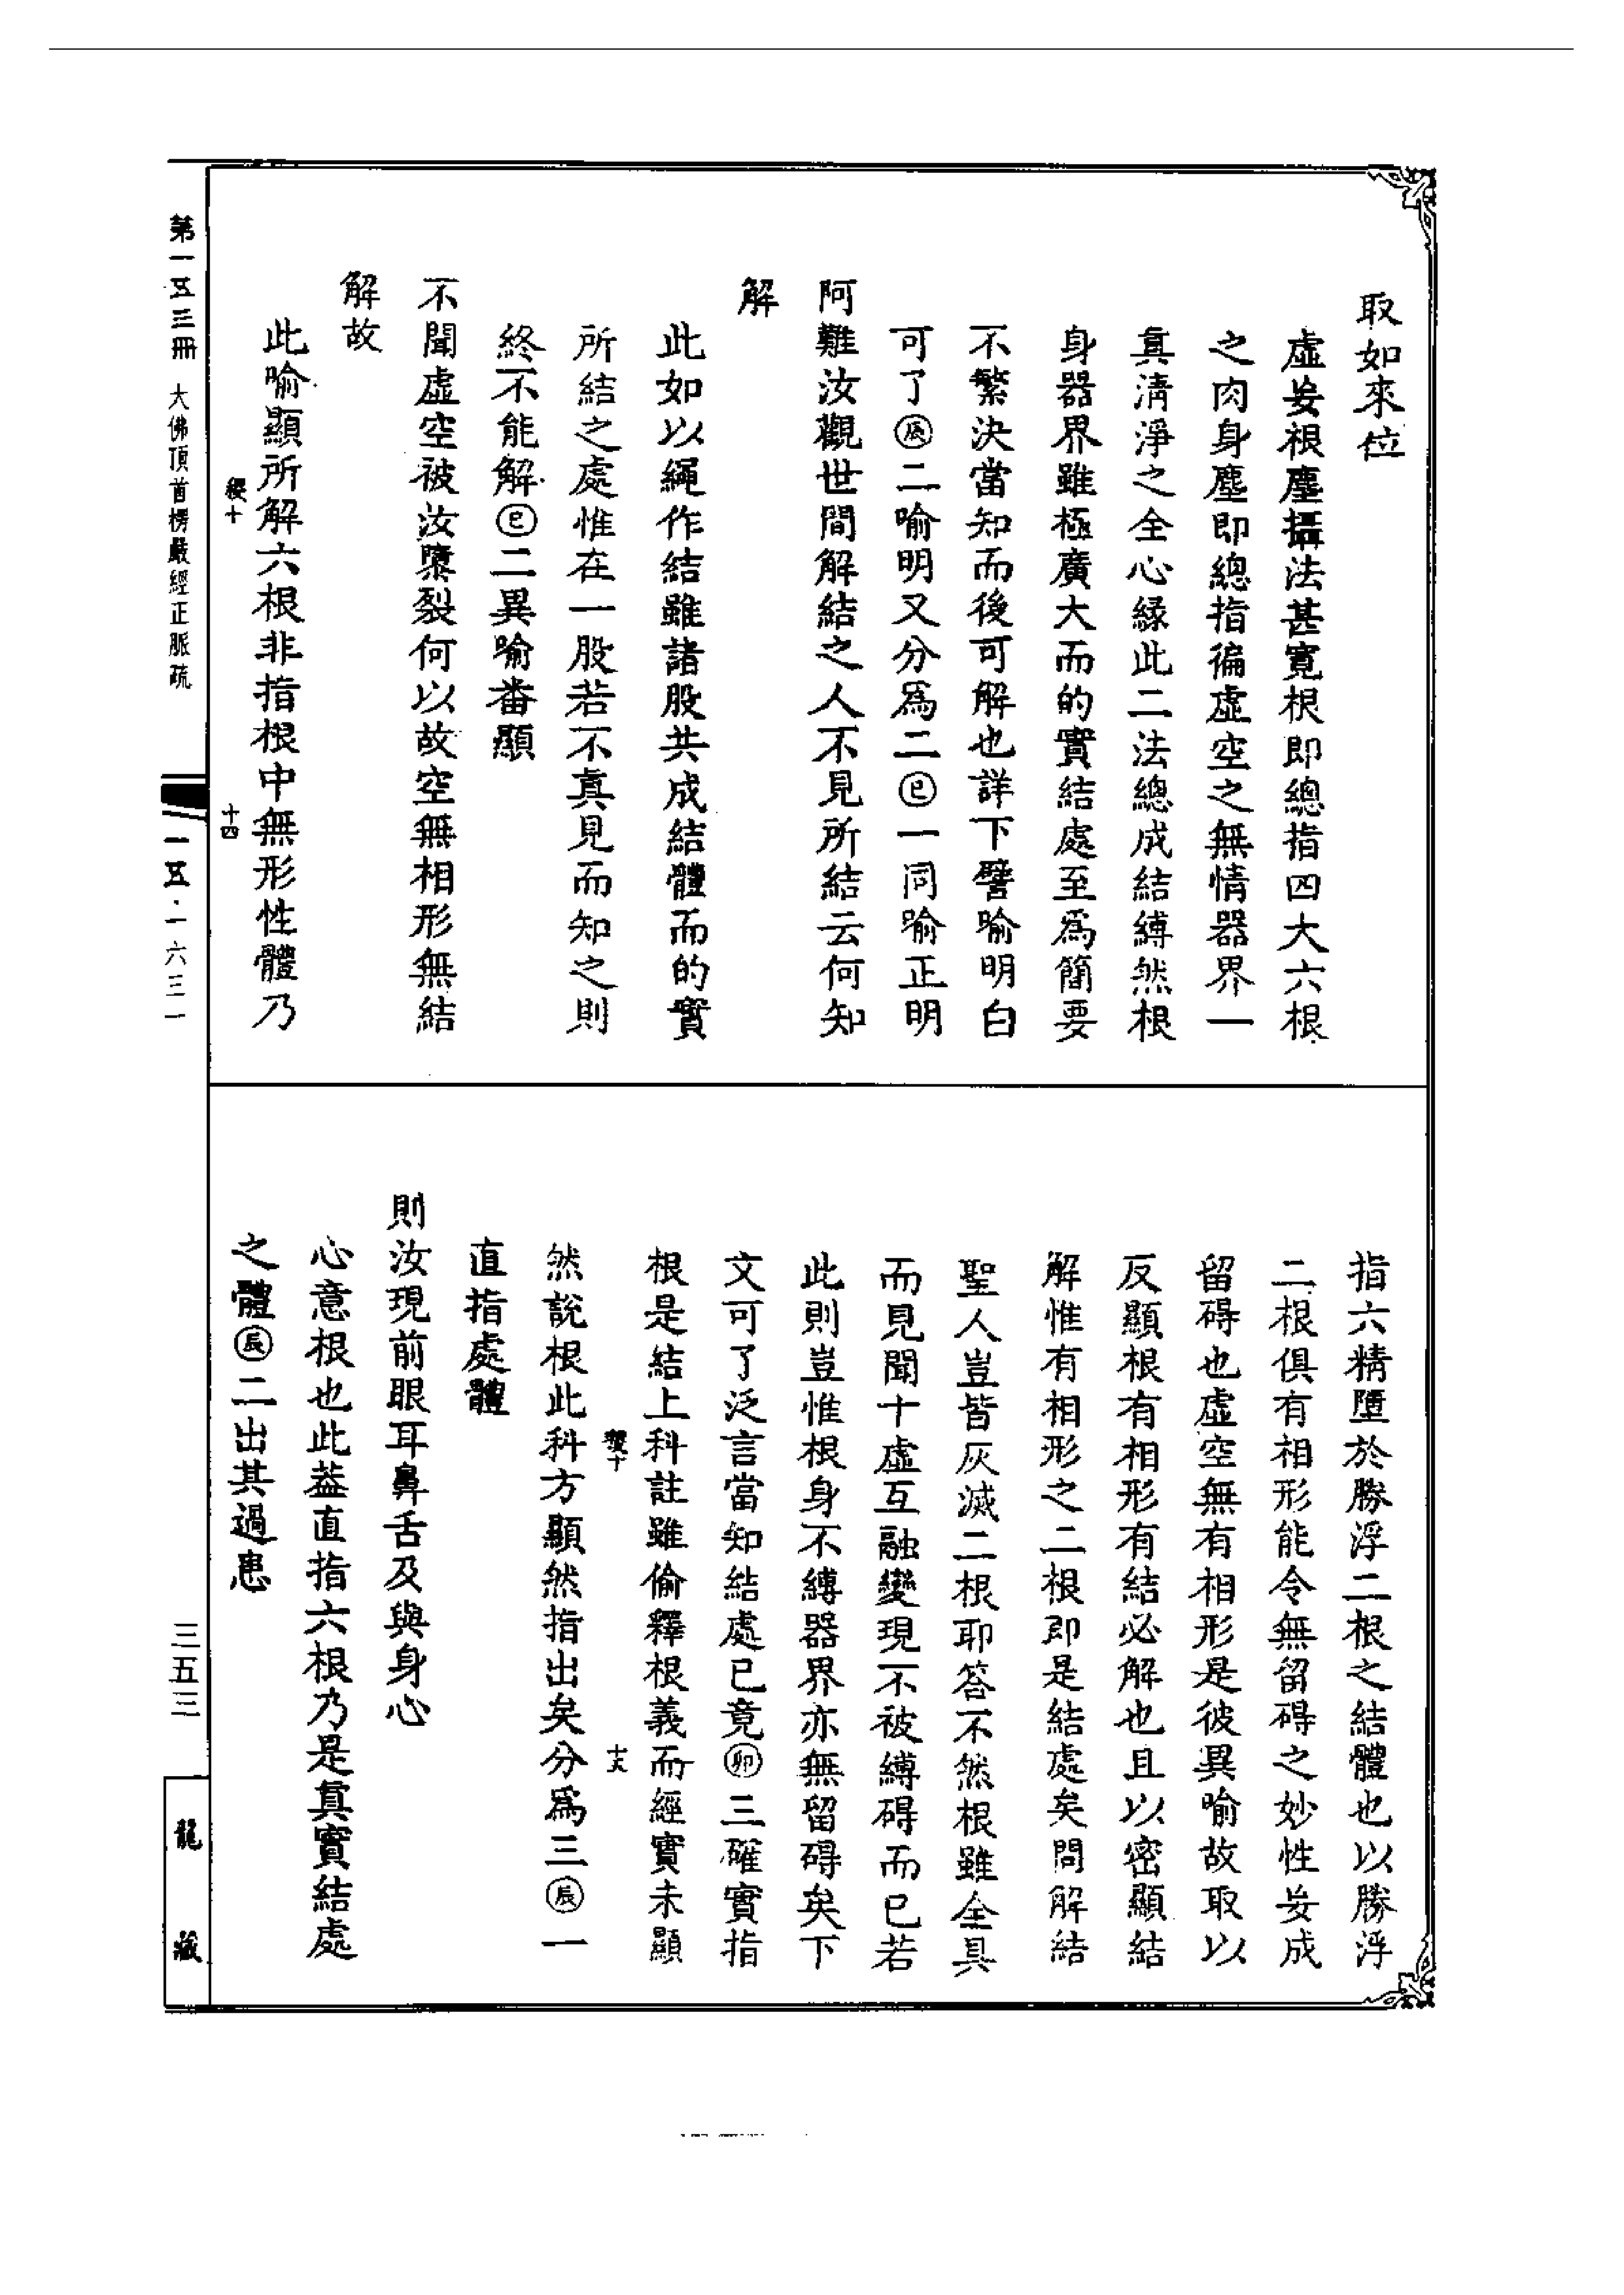 取如來位
虛妄根塵攝法甚寬根即總指四大六根
之肉身塵即總指徧虛空之無情器界一
真清淨之全心緣此二法總成結縛然根
身器界雖極廣大而的實結處至為簡要
不繁決當知而後可解也詳下譬喻明白
可了㊁辰二喻明又分為二巳一同喻正明
阿難汝觀世間解結之人不見所結云何知
解
此如以繩作結雖諸股共成結體而的實
所結之處惟在一股若不真見而知之則
終不能解巳二異喻番顯
不聞虛空被汝隳裂何以故空無相形無結
解故
此喻顯所解六根非指根中無形性體乃
纓十
十四
指六精墮於勝浮二根之結體也以勝浮
二根俱有相形能令無留碍之妙性妄成
留碍也虛空無有相形是彼異喻故取以
反顯根有相形有結必解也且以密顯結
解惟有相形之二根即是結處矣問解結
聖人豈皆灰滅二根耶答不然根雖全具
而見聞十虛互融變現不被縛碍而已若
此則豈惟根身不縛器界亦無留碍矣下
文可了泛言當知結處已竟卯三確實指
根是結上科註雖偷釋根義而經實未顯
然說根此科方顯然指出矣分為三辰一
直指處體
則汝現前眼耳鼻舌及與身心
心意根也此葢直指六根乃是真實結處
之體辰二出其過患
第一五三冊 大佛頂首楞嚴經正脈疏
一五·一六三一
三五三
龍藏